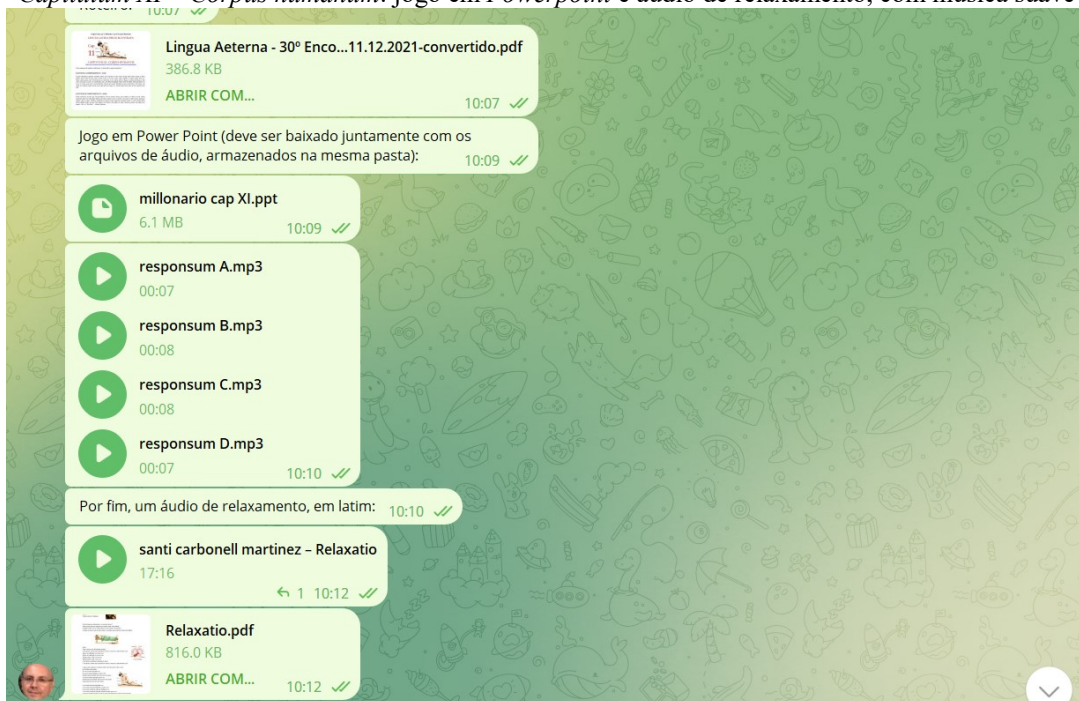 Capitulum XI – Corpus humanum: jogo em Powerpoint e áudio de relaxamento, com música suave
roteiro: 10:07
Lingua Aeterna - 30º Enco...11.12.2021-convertido.pdf
386.8 KB
ABRIR COM...
10:07
Jogo em Power Point (deve ser baixado juntamente com os
arquivos de áudio, armazenados na mesma pasta):
10:09
millonario cap XI.ppt
6.1 MB
10:09
responsum A.mp3
00:07
responsum B.mp3
00:08
responsum C.mp3
00:08
responsum D.mp3
00:07
10:10
Por fim, um áudio de relaxamento, em latim: 10:10
santi carbonell martinez – Relaxatio
17:16
1 10:12
Relaxatio.pdf
816.0 KB
ABRIR COM...
10:12